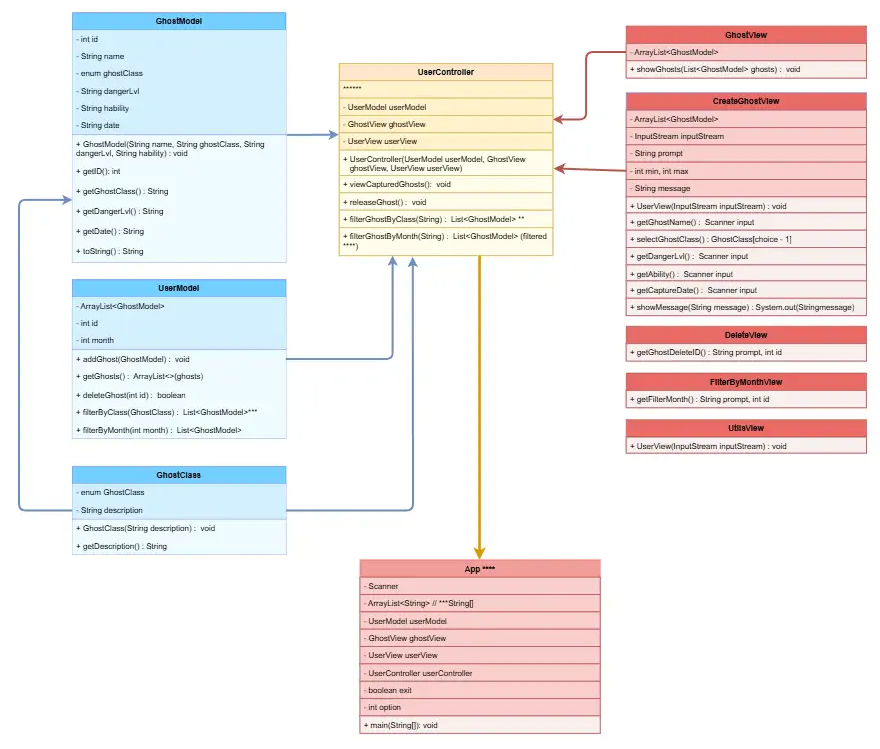 GhostModel
- int id
- String name
- enum ghostClass
- String dangerLvl
- String hability
- String date
+ GhostModel(String name, String ghostClass, String
dangerLvl, String hability) : void
+ getID(): int
+ getGhostClass() : String
+ getDangerLvl() : String
+ getDate() : String
+ toString() : String
UserModel
- ArrayList<GhostModel>
- int id
- int month
+ addGhost(GhostModel) : void
+ getGhosts() : ArrayList<>(ghosts)
+ deleteGhost(int id) : boolean
+ filterByClass(GhostClass) : List<GhostModel>***
+ filterByMonth(int month) : List<GhostModel>
GhostClass
- enum GhostClass
- String description
+ GhostClass(String description) : void
+ getDescription() : String
UserController
******
- UserModel userModel
- GhostView ghostView
- UserView userView
+ UserController(UserModel userModel, GhostView
ghostView, UserView userView)
+ viewCapturedGhosts(): void
+ releaseGhost() : void
+ filterGhostByClass(String) : List<GhostModel> **
+ filterGhostByMonth(String) : List<GhostModel> (filtered
****)
GhostView
- ArrayList<GhostModel>
+ showGhosts(List<GhostModel> ghosts) : void
CreateGhostView
- ArrayList<GhostModel>
- InputStream inputStream
- String prompt
- int min, int max
- String message
+ UserView(InputStream inputStream) : void
+ getGhostName() : Scanner input
+ selectGhostClass() : GhostClass[choice - 1]
+ getDangerLvl() : Scanner input
+ getAbility() : Scanner input
+ getCaptureDate() : Scanner input
+ showMessage(String message) : System.out(Stringmessage)
DeleteView
+ getGhostDeleteID() : String prompt, int id
FilterByMonthView
+ getFilterMonth() : String prompt, int id
UtilsView
+ UserView(InputStream inputStream) : void
App ****
- Scanner
- ArrayList<String> // ***String[]
- UserModel userModel
- GhostView ghostView
- UserView userView
- UserController userController
- boolean exit
- int option
+ main(String[]): void